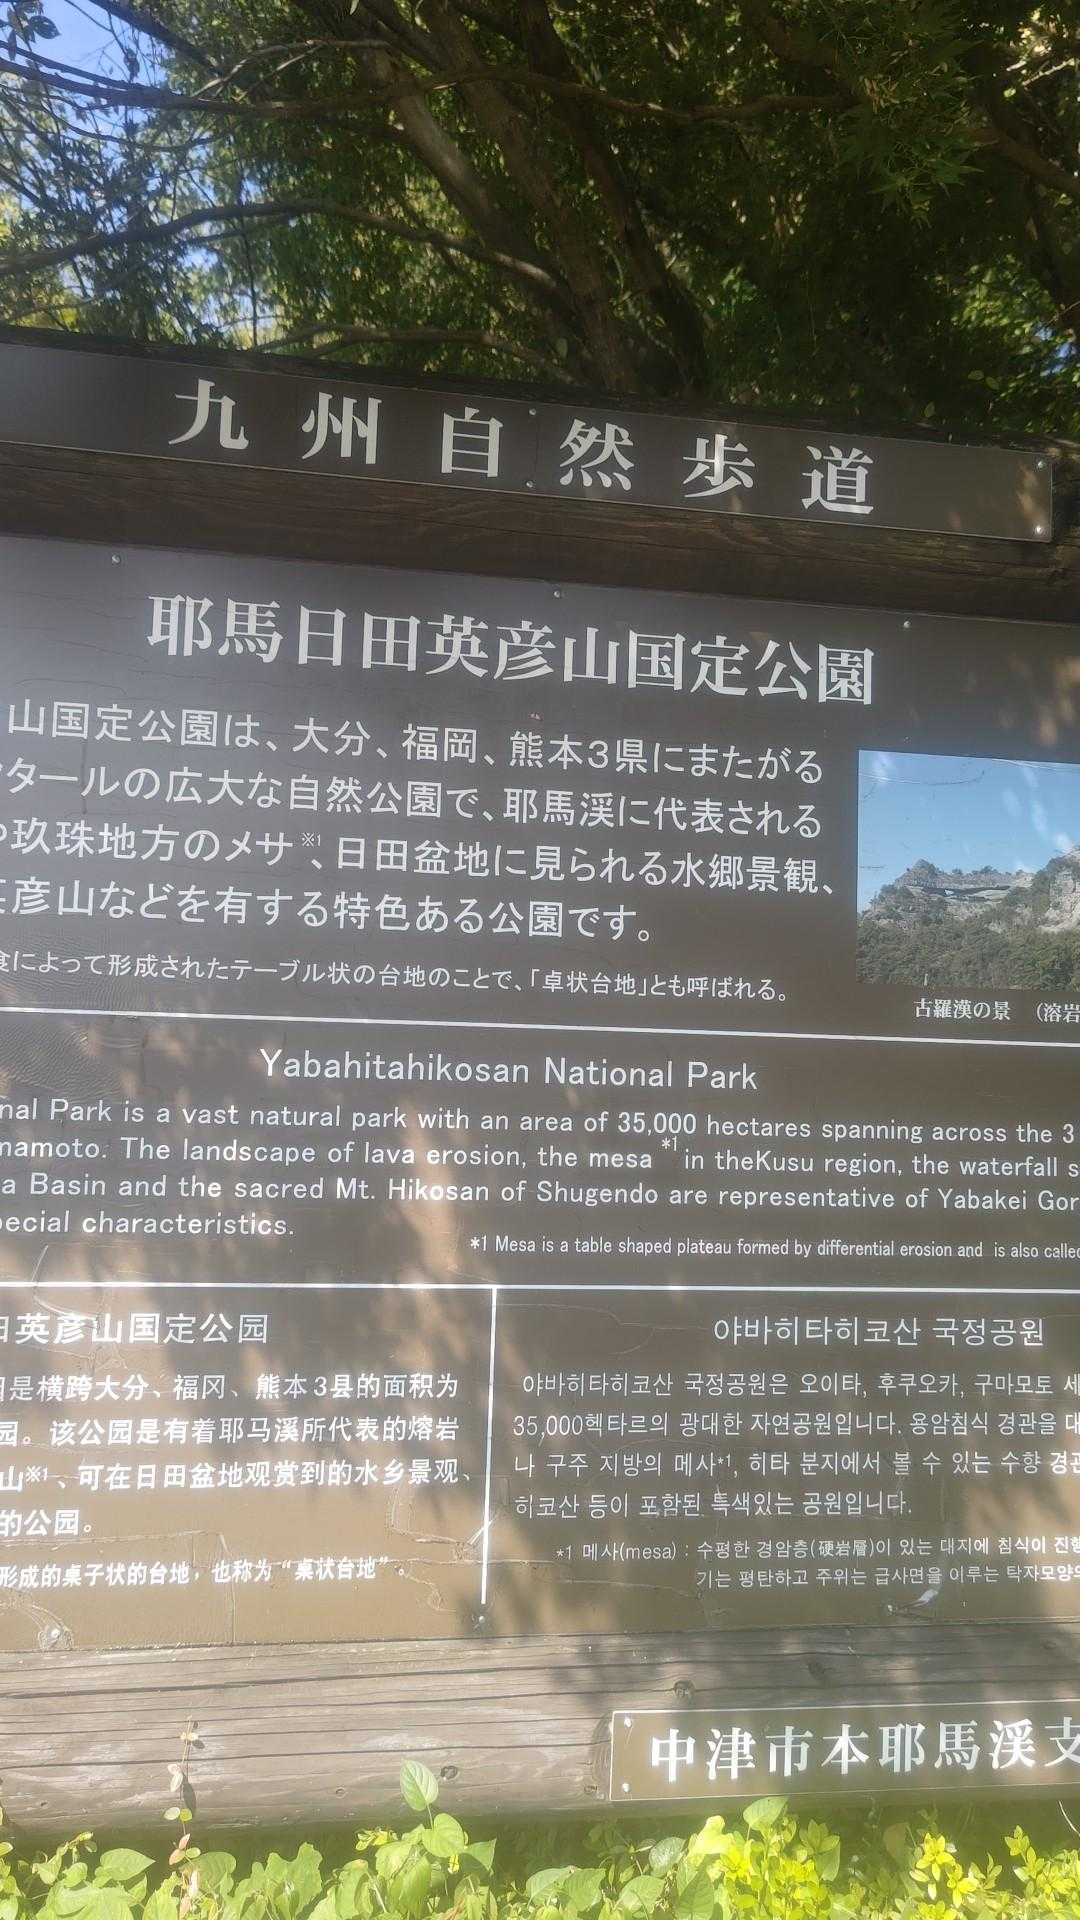 九州自然歩道
耶馬日田英彦山国定公園
山国定公園は、大分、福岡、熊本3県にまたがる
タールの広大な自然公園で、耶馬渓に代表される
や玖珠地方のメサ※1、日田盆地に見られる水郷景観、
英彦山などを有する特色ある公園です。
食によって形成されたテーブル状の台地のことで、「卓状台地」とも呼ばれる。
古羅漢の景 (溶岩
Yabahitahikosan National Park
nal Park is a vast natural park with an area of 35,000 hectares spanning across the 3
mamoto. The landscape of lava erosion, the mesa *1 in theKusu region, the waterfall s
a Basin and the sacred Mt. Hikosan of Shugendo are representative of Yabakei Gor
pecial characteristics.
*1 Mesa is a table shaped plateau formed by differential erosion and is also called
日英彦山国定公园
是横跨大分、福冈、熊本3县的面积为
园。该公园是有着耶马溪所代表的熔岩
山※1、可在日田盆地观赏到的水乡景观、
的公园。
形成的桌子状的台地，也称为“桌状台地”。
야바히타히코산 국정공원
야바히타히코산 국정공원은 오이타, 후쿠오카, 구마모토 세
35,000헥타르의 광대한 자연공원입니다. 용암침식 경관을 대
나 구주 지방의 메사*1, 히타 분지에서 볼 수 있는 수향 경관
히코산 등이 포함된 특색있는 공원입니다.
*1 메사(mesa) : 수평한 경암층(硬岩層)이 있는 대지에 침식이 진행
기는 평탄하고 주위는 급사면을 이루는 탁자모양의
中津市本耶馬渓支